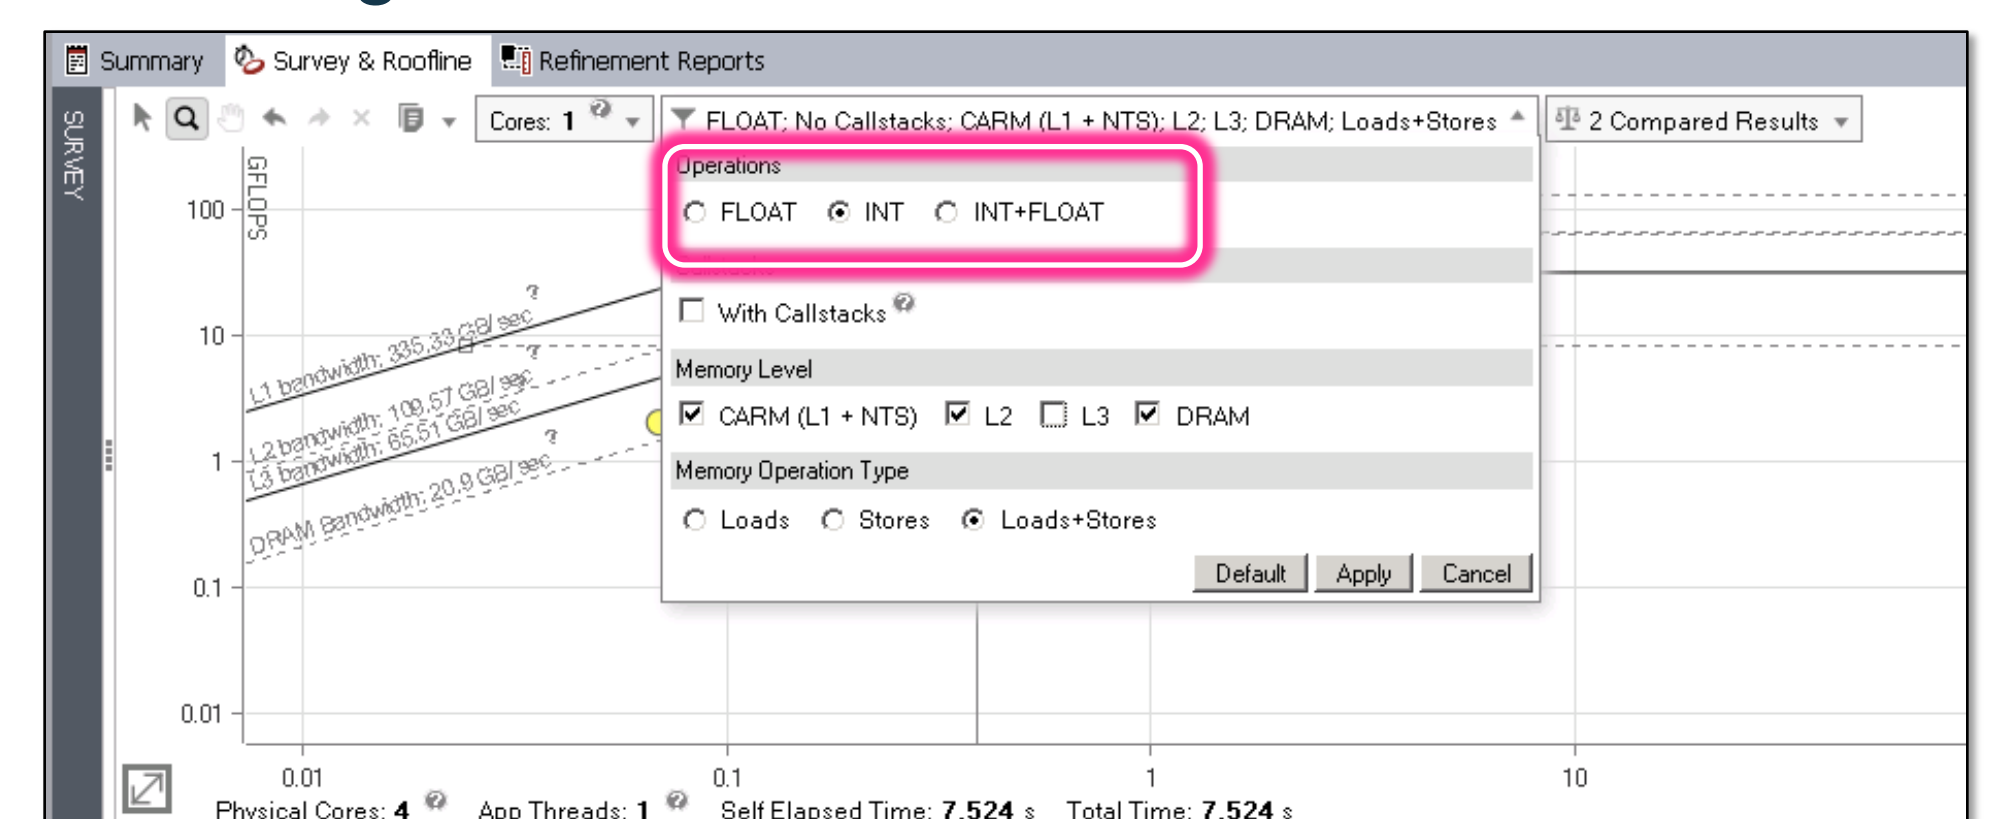 Summary Survey & Roofline Refinement Reports
SURVEY
Cores: 1 FLOAT; No Callstacks; CARM (L1 + NTS); L2; L3; DRAM; Loads+Stores 2 Compared Results
GFLOPS
Operations
FLOAT INT INT+FLOAT
With Callstacks
Memory Level
CARM (L1 + NTS) L2 L3 DRAM
Memory Operation Type
Loads Stores Loads+Stores
Default Apply Cancel
100
10
1
0.1
0.01
L1 bandwidth: 335.33 GB/sec ?
L2 bandwidth: 109.57 GB/sec ?
L3 bandwidth: 65.51 GB/sec
DRAM Bandwidth: 20.9 GB/sec ?
0.01 0.1 1 10
Physical Cores: 4 App Threads: 1 Self Elapsed Time: 7.524 s Total Time: 7.524 s